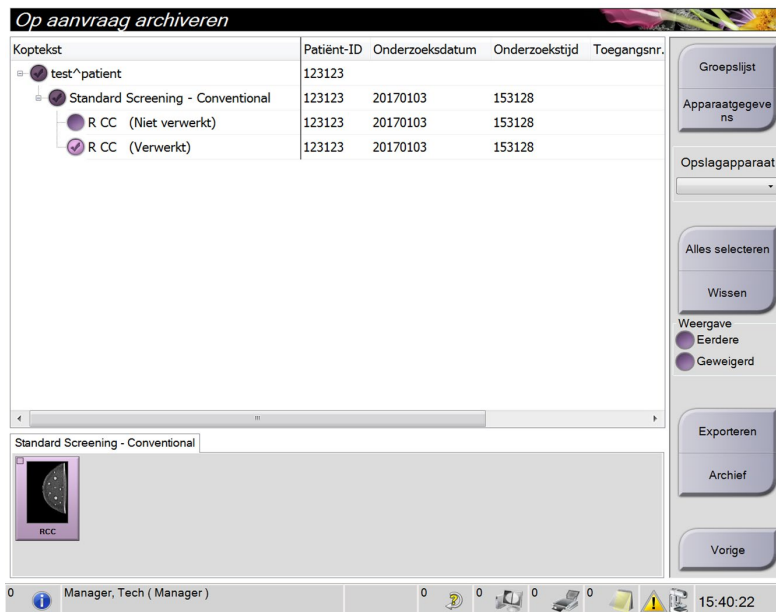 Op aanvraag archiveren
Koptekst Patiënt-ID Onderzoeksdatum Onderzoekstijd Toegangsnr.
test^patient 123123
Standard Screening - Conventional 123123 20170103 153128
R CC (Niet verwerkt) 123123 20170103 153128
R CC (Verwerkt) 123123 20170103 153128
Groepslijst
Apparaatgegeve
ns
Opslagapparaat
Alles selecteren
Wissen
Weergave
Eerdere
Geweigerd
Exporteren
Archief
Vorige
Standard Screening - Conventional
RCC
0 Manager, Tech ( Manager ) 0 0 0 0 15:40:22